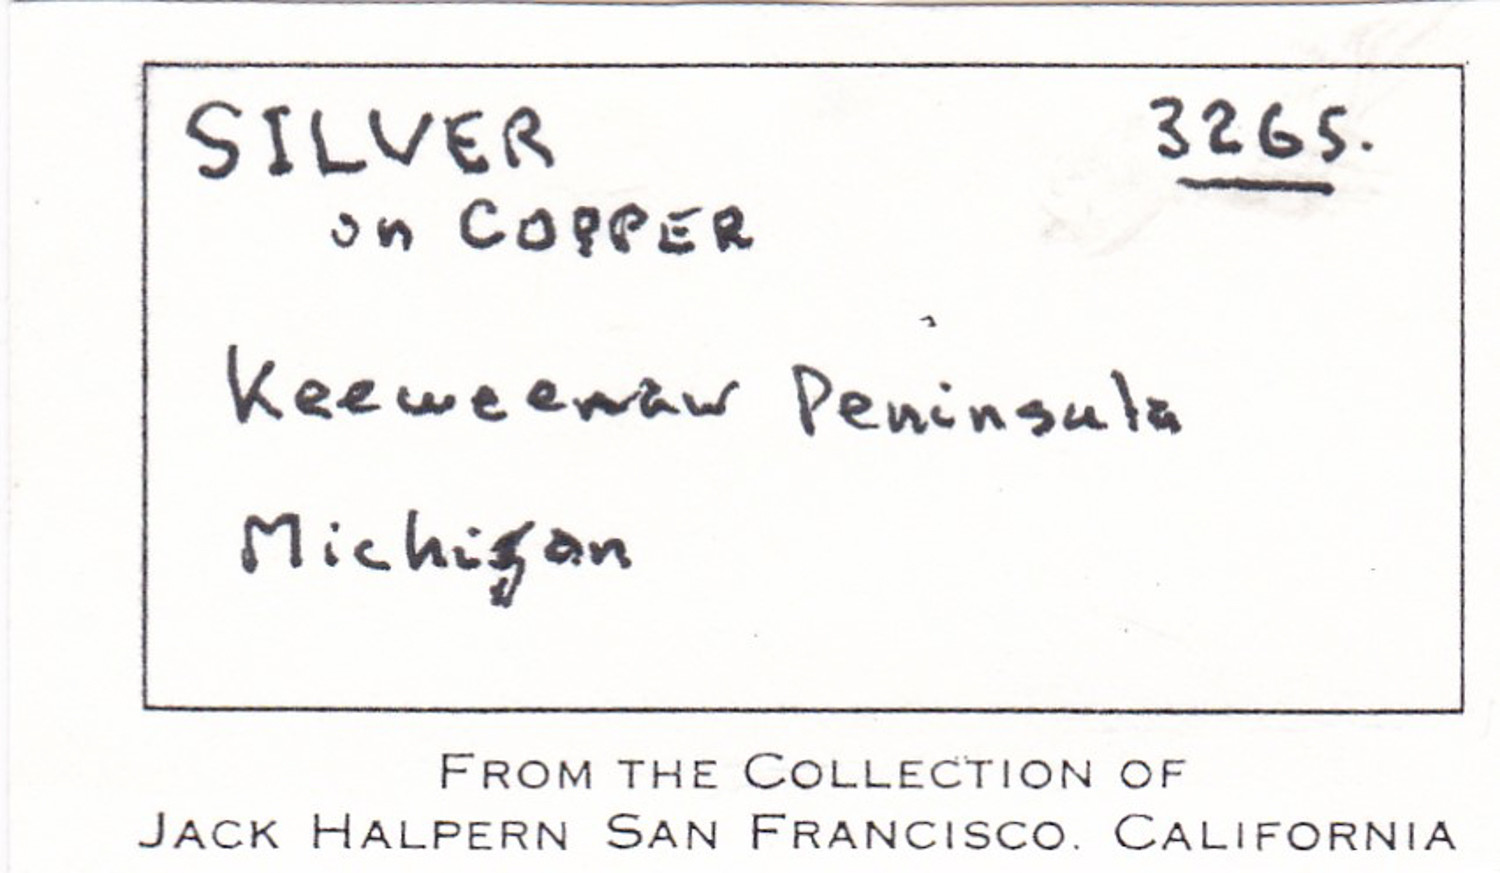 SILVER 3265.
on COPPER
Keeweenaw Peninsula
Michigan
FROM THE COLLECTION OF
JACK HALPERN SAN FRANCISCO. CALIFORNIA